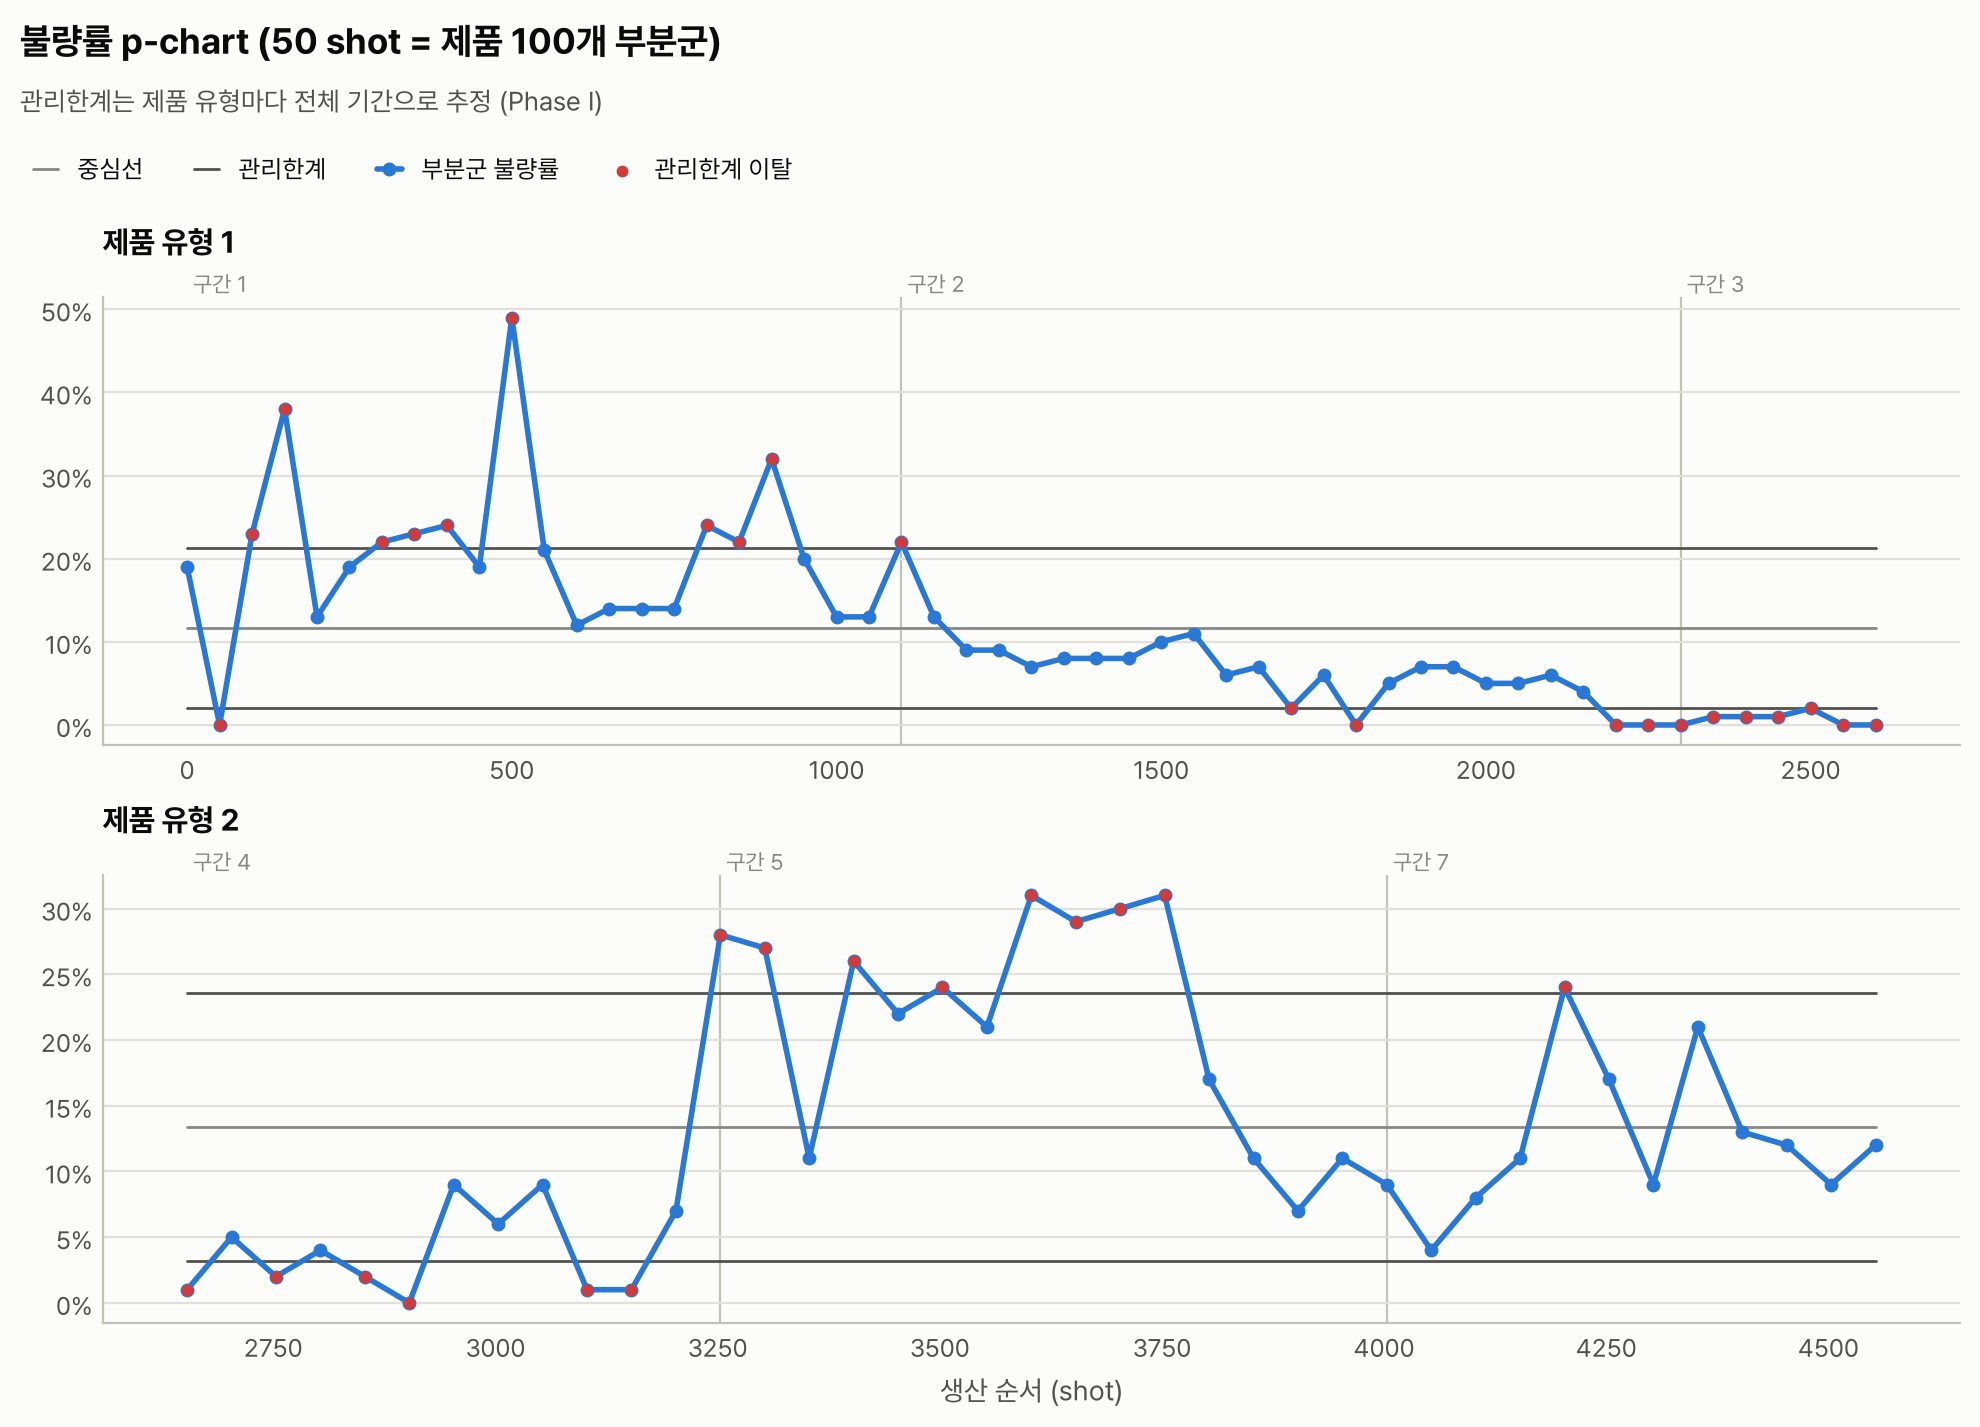 불량률 p-chart (50 shot = 제품 100개 부분군)
관리한계는 제품 유형마다 전체 기간으로 추정 (Phase I)
중심선 관리한계 부분군 불량률 관리한계 이탈
제품 유형 1
구간 1 구간 2 구간 3
50%
40%
30%
20%
10%
0%
0 500 1000 1500 2000 2500
제품 유형 2
구간 4 구간 5 구간 7
30%
25%
20%
15%
10%
5%
0%
2750 3000 3250 3500 3750 4000 4250 4500
생산 순서 (shot)